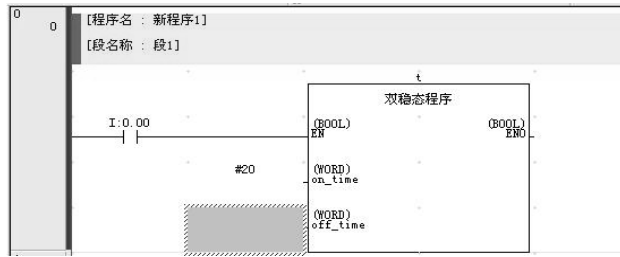 0
0
[程序名 : 新程序1]
[段名称 : 段1]
t
双稳态程序
I:0.00
(BOOL)
EN
(BOOL)
ENO
#20
(WORD)
on_time
(WORD)
off_time